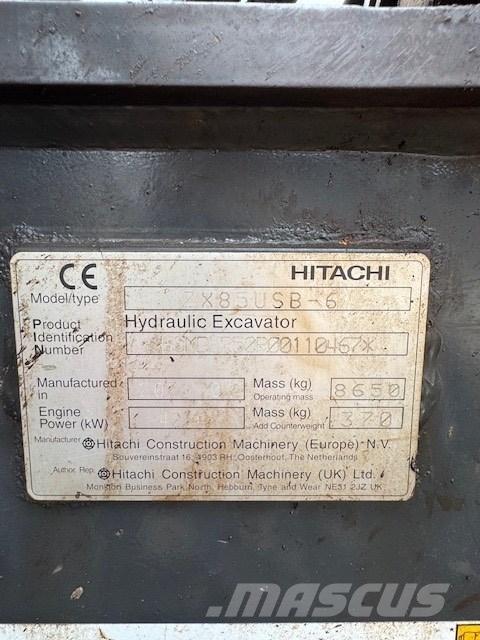 CE HITACHI
Model/type ZX85USB-6
Product Hydraulic Excavator
Identification
Number
Manufactured in Mass (kg) 8650
Operating mass
Engine Power (kW) Mass (kg) 370
Add Counterweight
Manufacturer Hitachi Construction Machinery (Europe) N.V.
Souvereinstraat 16, 4903 RH, Oosterhout, The Netherlands
Author. Rep. Hitachi Construction Machinery (UK) Ltd.
Monkton Business Park North, Hebburn, Tyne and Wear NE31 2JZ UK
MASCUS